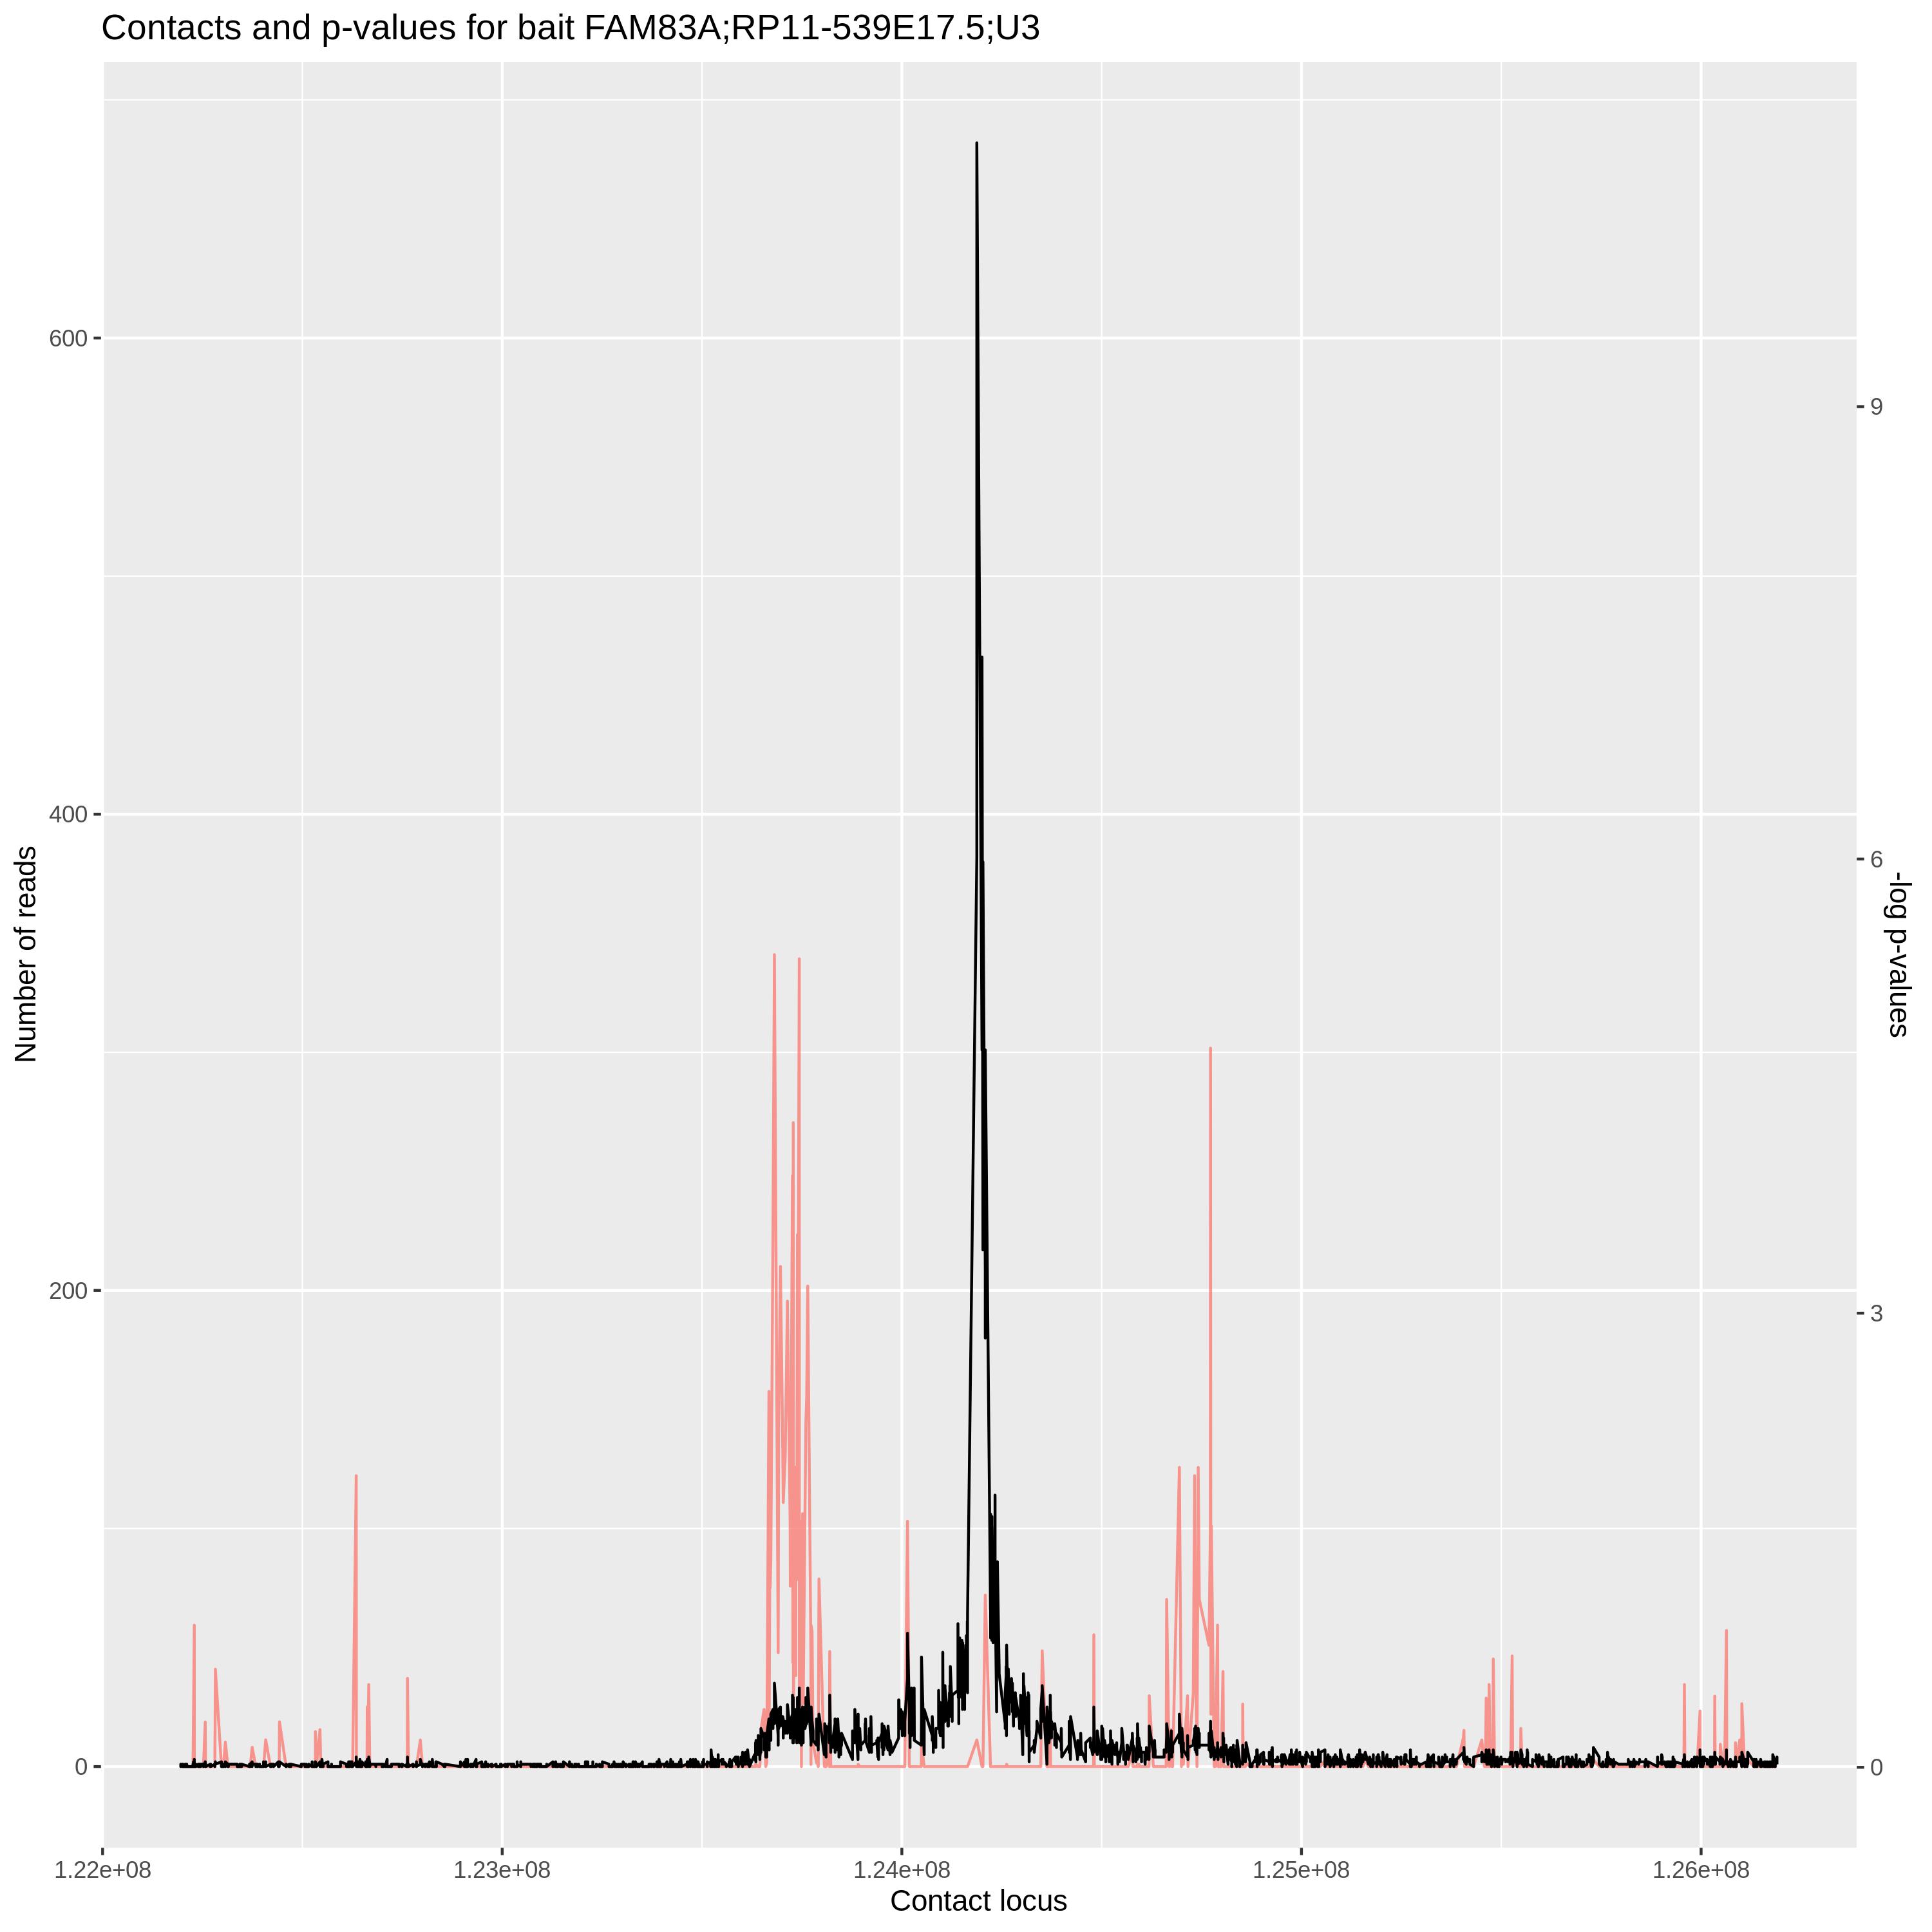 Contacts and p-values for bait FAM83A;RP11-539E17.5;U3
600
400
200
0
Number of reads
9
6
3
0
-log p-values
1.22e+08 1.23e+08 1.24e+08 1.25e+08 1.26e+08
Contact locus